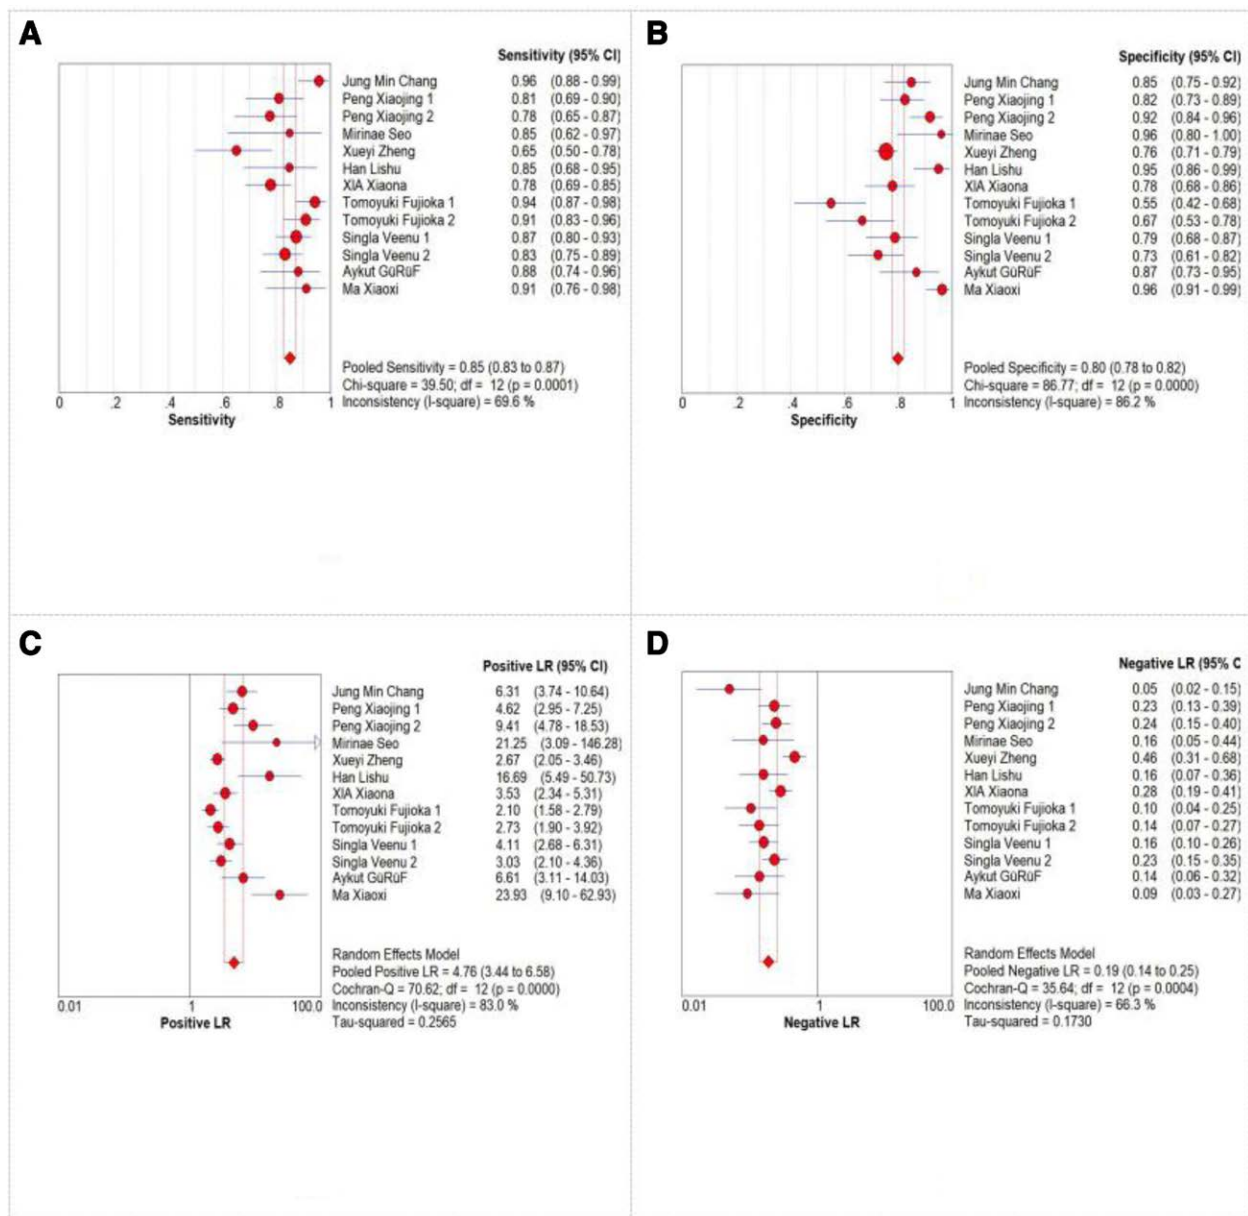 A
Sensitivity (95% CI)
Jung Min Chang 0.96 (0.88 - 0.99)
Peng Xiaojing 1 0.81 (0.69 - 0.90)
Peng Xiaojing 2 0.78 (0.65 - 0.87)
Mirinae Seo 0.85 (0.62 - 0.97)
Xueyi Zheng 0.65 (0.50 - 0.78)
Han Lishu 0.85 (0.68 - 0.95)
XIA Xiaona 0.78 (0.69 - 0.85)
Tomoyuki Fujioka 1 0.94 (0.87 - 0.98)
Tomoyuki Fujioka 2 0.91 (0.83 - 0.96)
Singla Veenu 1 0.87 (0.80 - 0.93)
Singla Veenu 2 0.83 (0.75 - 0.89)
Aykut GüRüF 0.88 (0.74 - 0.96)
Ma Xiaoxi 0.91 (0.76 - 0.98)
Pooled Sensitivity = 0.85 (0.83 to 0.87)
Chi-square = 39.50; df = 12 (p = 0.0001)
Inconsistency (I-square) = 69.6 %
0 .2 .4 .6 .8 1
Sensitivity
B
Specificity (95% CI)
Jung Min Chang 0.85 (0.75 - 0.92)
Peng Xiaojing 1 0.82 (0.73 - 0.89)
Peng Xiaojing 2 0.92 (0.84 - 0.96)
Mirinae Seo 0.96 (0.80 - 1.00)
Xueyi Zheng 0.76 (0.71 - 0.79)
Han Lishu 0.95 (0.86 - 0.99)
XIA Xiaona 0.78 (0.68 - 0.86)
Tomoyuki Fujioka 1 0.55 (0.42 - 0.68)
Tomoyuki Fujioka 2 0.67 (0.53 - 0.78)
Singla Veenu 1 0.79 (0.68 - 0.87)
Singla Veenu 2 0.73 (0.61 - 0.82)
Aykut GüRüF 0.87 (0.73 - 0.95)
Ma Xiaoxi 0.96 (0.91 - 0.99)
Pooled Specificity = 0.80 (0.78 to 0.82)
Chi-square = 86.77; df = 12 (p = 0.0000)
Inconsistency (I-square) = 86.2 %
0 .2 .4 .6 .8 1
Specificity
C
Positive LR (95% CI)
Jung Min Chang 6.31 (3.74 - 10.64)
Peng Xiaojing 1 4.62 (2.95 - 7.25)
Peng Xiaojing 2 9.41 (4.78 - 18.53)
Mirinae Seo 21.25 (3.09 - 146.28)
Xueyi Zheng 2.67 (2.05 - 3.46)
Han Lishu 16.69 (5.49 - 50.73)
XIA Xiaona 3.53 (2.34 - 5.31)
Tomoyuki Fujioka 1 2.10 (1.58 - 2.79)
Tomoyuki Fujioka 2 2.73 (1.90 - 3.92)
Singla Veenu 1 4.11 (2.68 - 6.31)
Singla Veenu 2 3.03 (2.10 - 4.36)
Aykut GüRüF 6.61 (3.11 - 14.03)
Ma Xiaoxi 23.93 (9.10 - 62.93)
Random Effects Model
Pooled Positive LR = 4.76 (3.44 to 6.58)
Cochran-Q = 70.62; df = 12 (p = 0.0000)
Inconsistency (I-square) = 83.0 %
Tau-squared = 0.2565
0.01 1 100.0
Positive LR
D
Negative LR (95% C
Jung Min Chang 0.05 (0.02 - 0.15)
Peng Xiaojing 1 0.23 (0.13 - 0.39)
Peng Xiaojing 2 0.24 (0.15 - 0.40)
Mirinae Seo 0.16 (0.05 - 0.44)
Xueyi Zheng 0.46 (0.31 - 0.68)
Han Lishu 0.16 (0.07 - 0.36)
XIA Xiaona 0.28 (0.19 - 0.41)
Tomoyuki Fujioka 1 0.10 (0.04 - 0.25)
Tomoyuki Fujioka 2 0.14 (0.07 - 0.27)
Singla Veenu 1 0.16 (0.10 - 0.26)
Singla Veenu 2 0.23 (0.15 - 0.35)
Aykut GüRüF 0.14 (0.06 - 0.32)
Ma Xiaoxi 0.09 (0.03 - 0.27)
Random Effects Model
Pooled Negative LR = 0.19 (0.14 to 0.25)
Cochran-Q = 35.64; df = 12 (p = 0.0004)
Inconsistency (I-square) = 66.3 %
Tau-squared = 0.1730
0.01 1 100.0
Negative LR